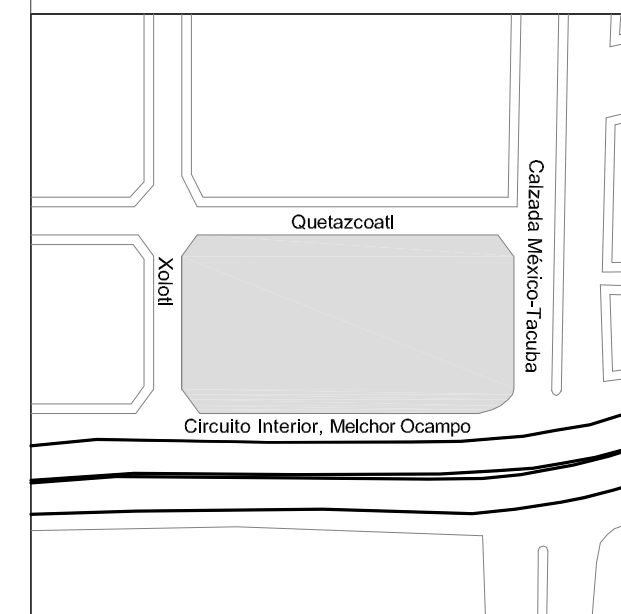 Quetazcoatl
Xolotl
Calzada México-Tacuba
Circuito Interior, Melchor Ocampo